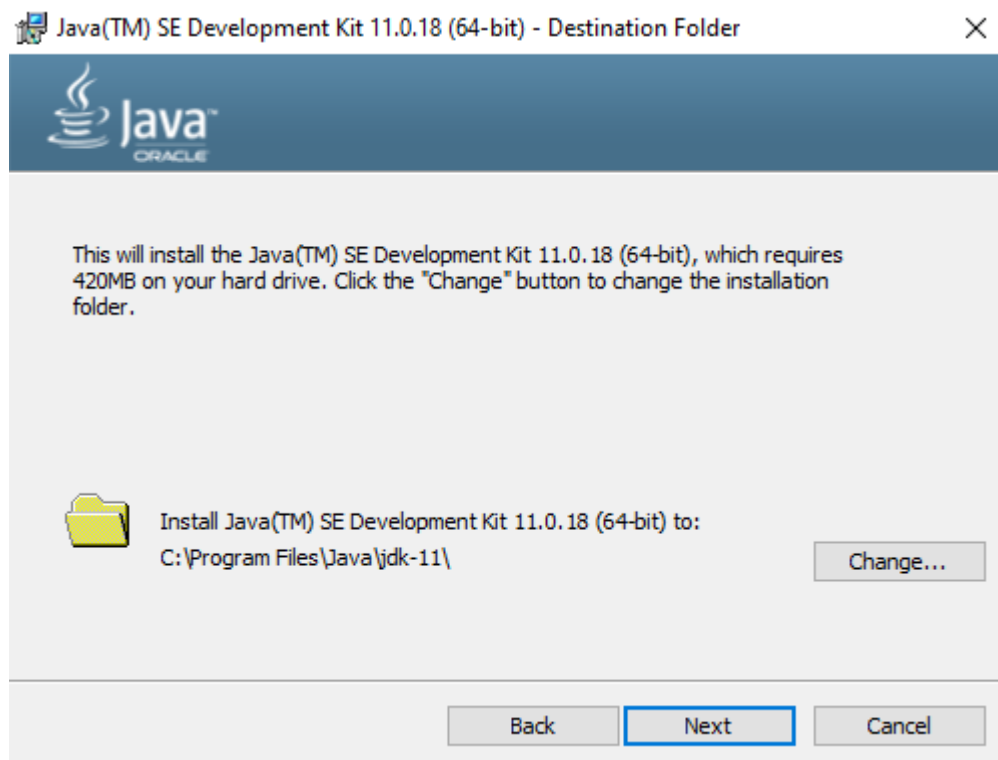 Java(TM) SE Development Kit 11.0.18 (64-bit) - Destination Folder
Java™
ORACLE
This will install the Java(TM) SE Development Kit 11.0.18 (64-bit), which requires
420MB on your hard drive. Click the "Change" button to change the installation
folder.
Install Java(TM) SE Development Kit 11.0.18 (64-bit) to:
C:\Program Files\Java\jdk-11\
Change...
Back
Next
Cancel